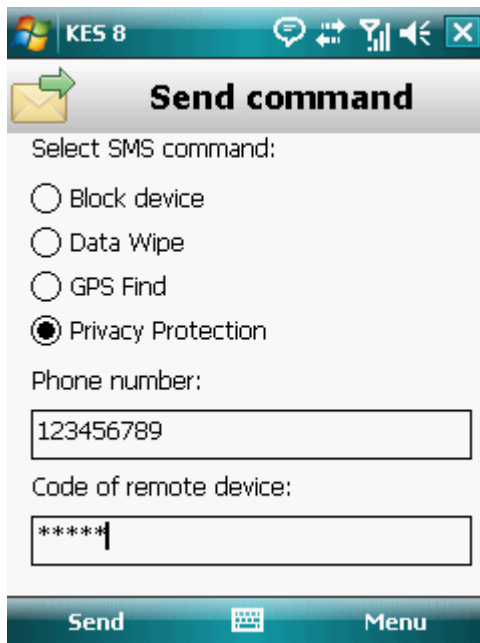 KES 8
Send command
Select SMS command:
Block device
Data Wipe
GPS Find
Privacy Protection
Phone number:
123456789
Code of remote device:
*****
Send Menu